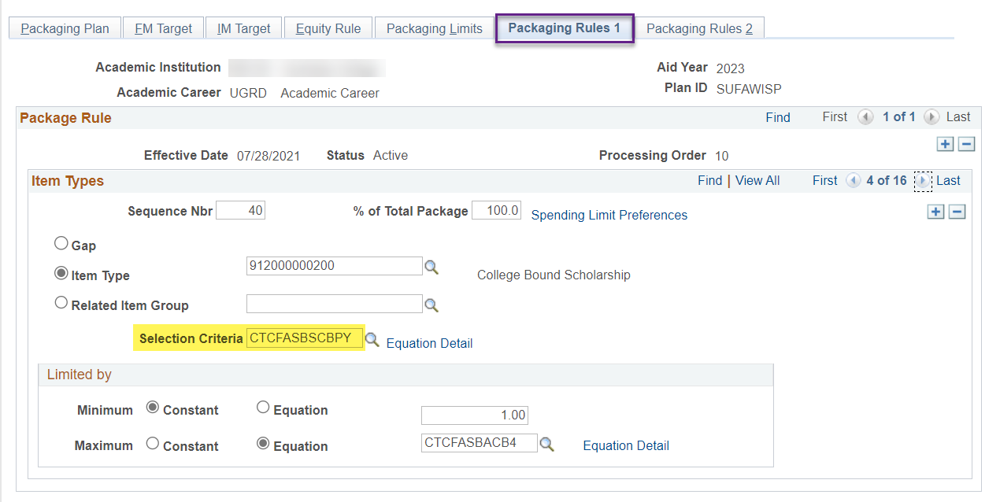 Packaging Plan FM Target IM Target Equity Rule Packaging Limits Packaging Rules 1 Packaging Rules 2
Academic Institution Aid Year 2023
Academic Career UGRD Academic Career Plan ID SUFAWISP
Package Rule Find First 1 of 1 Last
Effective Date 07/28/2021 Status Active Processing Order 10
Item Types Find | View All First 4 of 16 Last
Sequence Nbr 40 % of Total Package 100.0 Spending Limit Preferences
Gap
Item Type 912000000200 College Bound Scholarship
Related Item Group
Selection Criteria CTCFASBSCBPY Equation Detail
Limited by
Minimum Constant Equation 1.00
Maximum Constant Equation CTCFASBACB4 Equation Detail